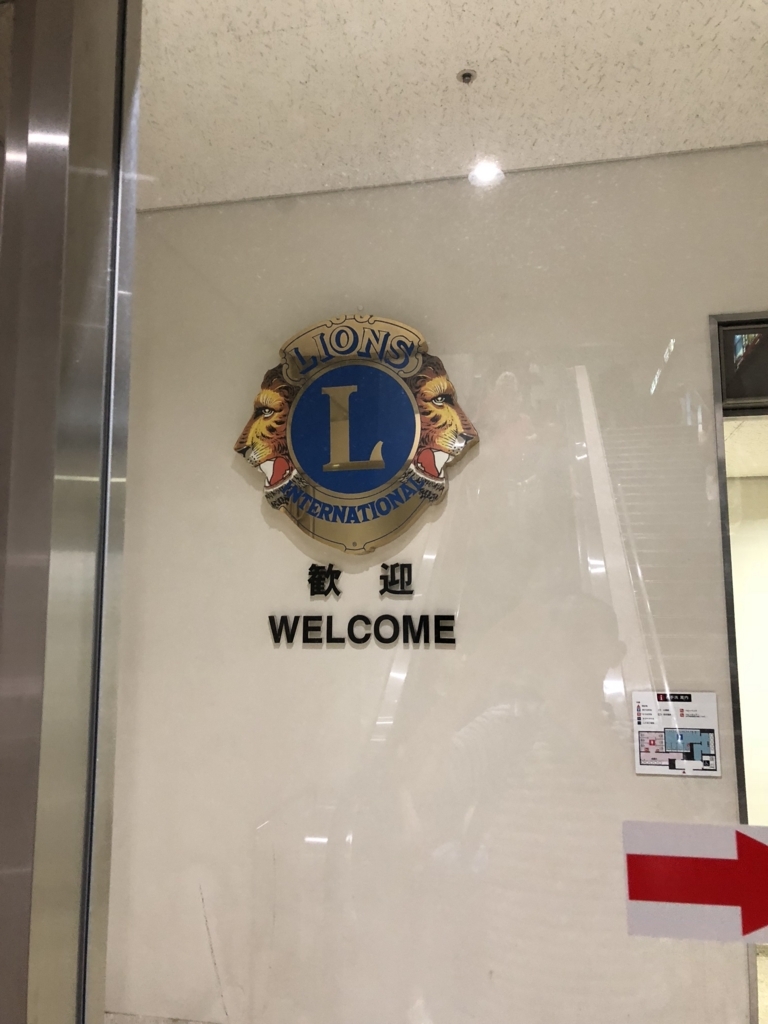 LIONS
L
INTERNATIONAL
歓 迎
WELCOME